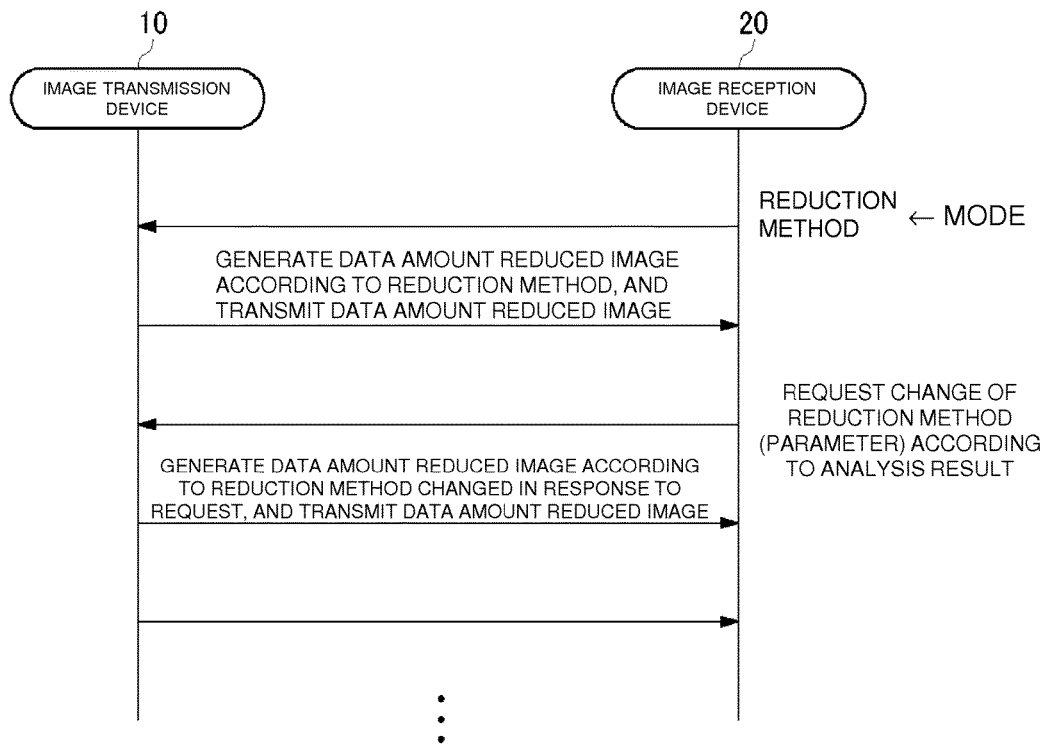 10
20
IMAGE TRANSMISSION
DEVICE
IMAGE RECEPTION
DEVICE
REDUCTION
METHOD
← MODE
GENERATE DATA AMOUNT REDUCED IMAGE
ACCORDING TO REDUCTION METHOD, AND
TRANSMIT DATA AMOUNT REDUCED IMAGE
REQUEST CHANGE OF
REDUCTION METHOD
(PARAMETER) ACCORDING
TO ANALYSIS RESULT
GENERATE DATA AMOUNT REDUCED IMAGE ACCORDING
TO REDUCTION METHOD CHANGED IN RESPONSE TO
REQUEST, AND TRANSMIT DATA AMOUNT REDUCED IMAGE